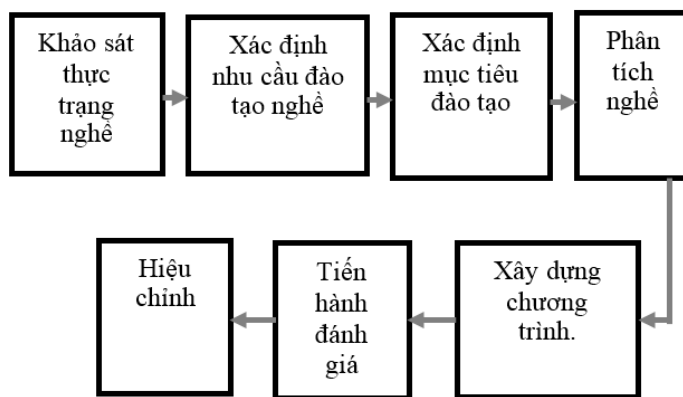 Khảo sát
thực
trạng
nghề
Xác định
nhu cầu đào
tạo nghề
Xác định
mục tiêu
đào tạo
Phân
tích
nghề
Xây dựng
chương
trình.
Tiến
hành
đánh
giá
Hiệu
chỉnh